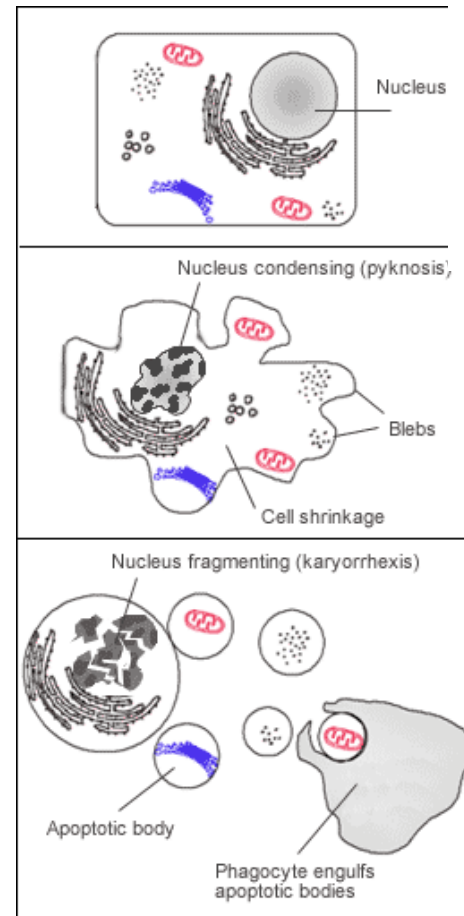 Nucleus
Nucleus condensing (pyknosis),
Blebs
Cell shrinkage
Nucleus fragmenting (karyorrhexis)
Apoptotic body
Phagocyte engulfs
apoptotic bodies